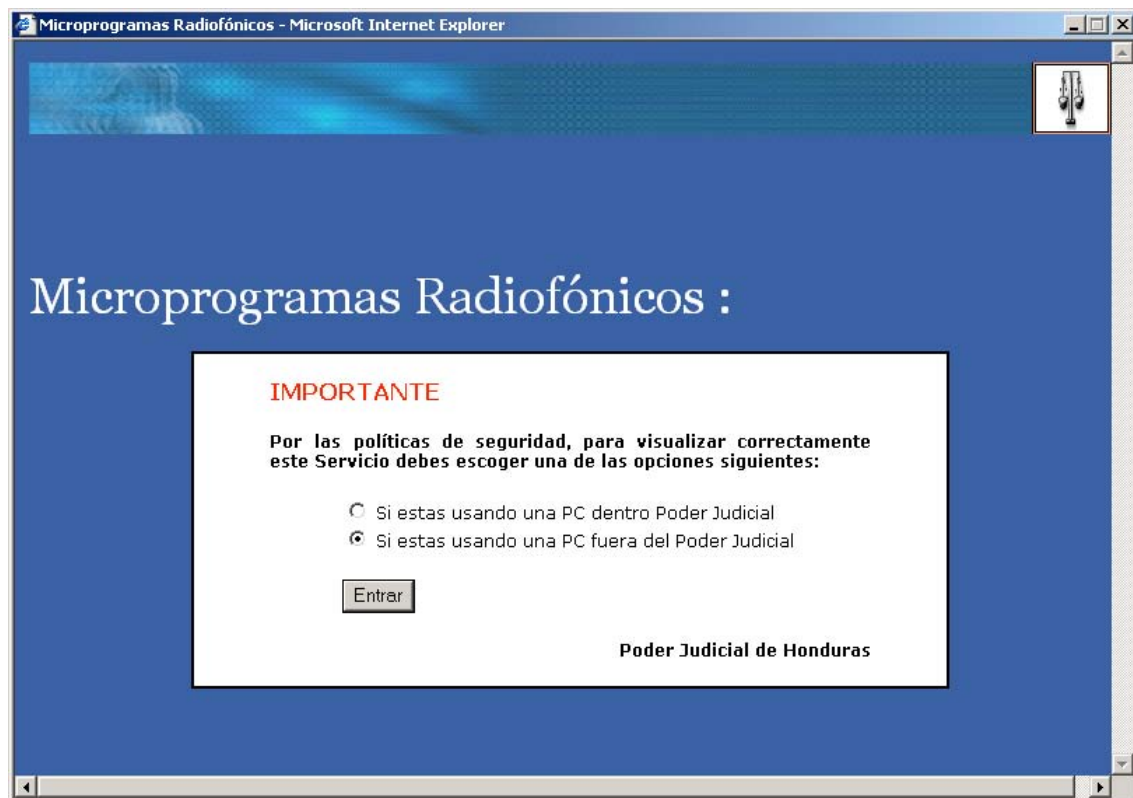 Microprogramas Radiofónicos - Microsoft Internet Explorer
Microprogramas Radiofónicos :
IMPORTANTE
Por las políticas de seguridad, para visualizar correctamente
este Servicio debes escoger una de las opciones siguientes:
Si estas usando una PC dentro Poder Judicial
Si estas usando una PC fuera del Poder Judicial
Entrar
Poder Judicial de Honduras